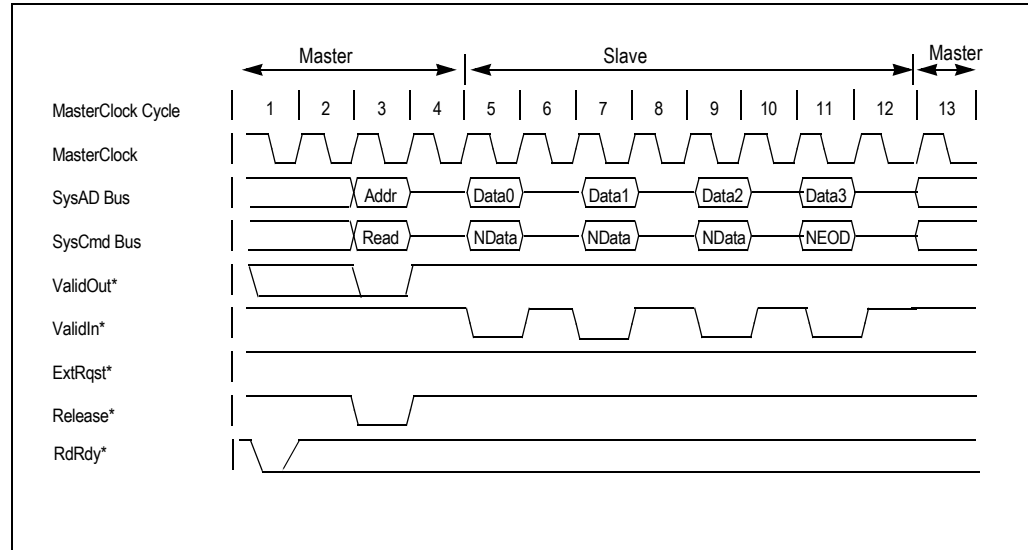 Master Slave Master
MasterClock Cycle 1 2 3 4 5 6 7 8 9 10 11 12 13
MasterClock
SysAD Bus Addr Data0 Data1 Data2 Data3
SysCmd Bus Read NData NData NData NEOD
ValidOut*
ValidIn*
ExtRqst*
Release*
RdRdy*